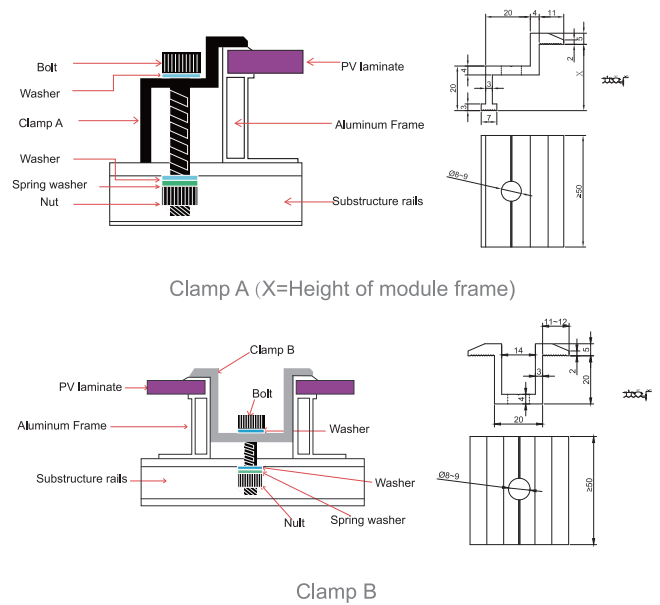 Bolt
Washer
Clamp A
Washer
Spring washer
Nut
PV laminate
Aluminum Frame
Substructure rails
20
4
11
5
2
4
3
20
X
3
7
Ø8~9
≥50
Clamp A (X=Height of module frame)
Clamp B
PV laminate
Bolt
Aluminum Frame
Washer
Substructure rails
Washer
Spring washer
Nult
11~12
14
5
2
3
20
4
20
Ø8~9
≥50
Clamp B